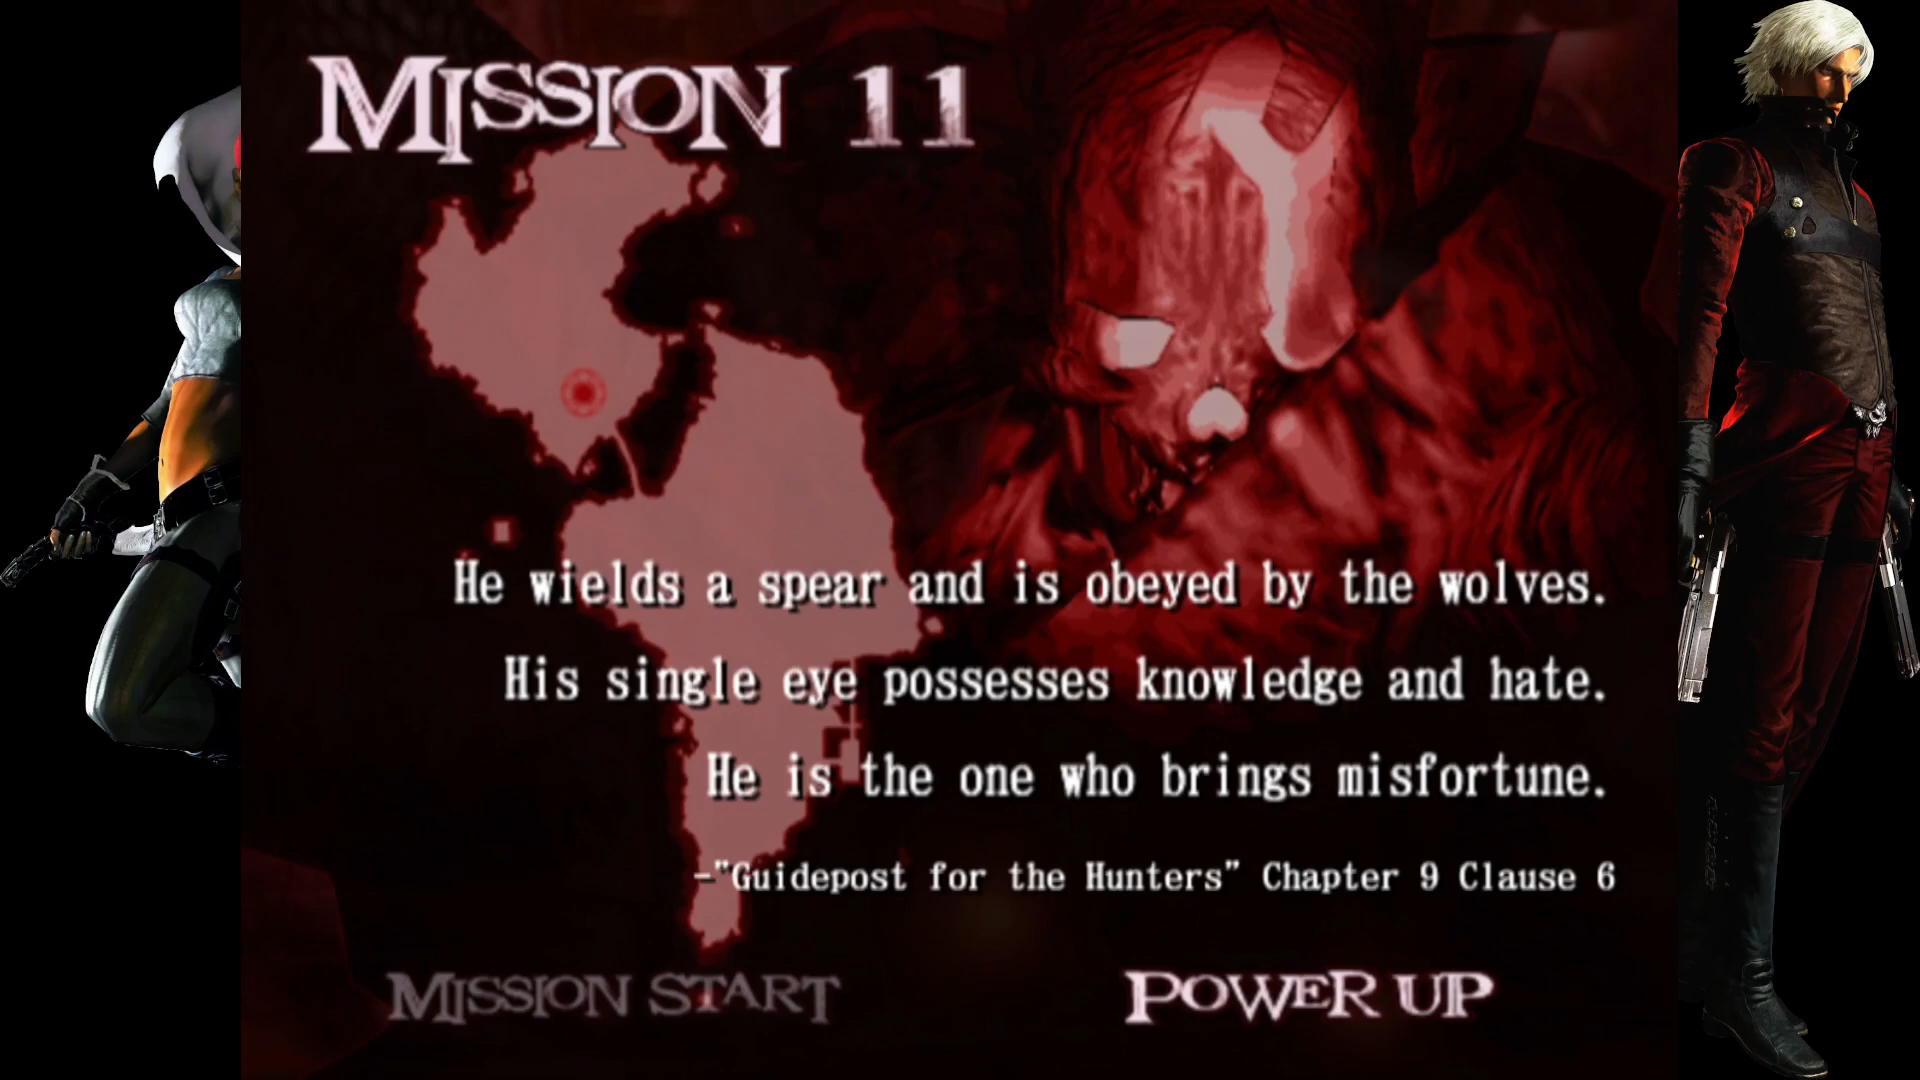 MISSION 11
He wields a spear and is obeyed by the wolves.
His single eye possesses knowledge and hate.
He is the one who brings misfortune.
-"Guidepost for the Hunters" Chapter 9 Clause 6
MISSION START
POWER UP